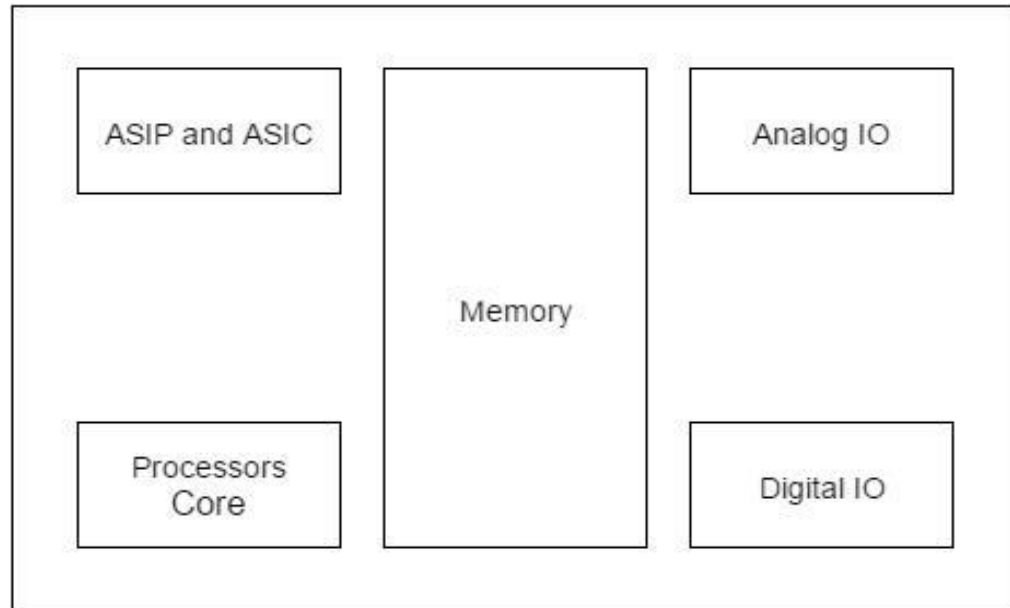 ASIP and ASIC
Analog IO
Memory
Processors
Core
Digital IO